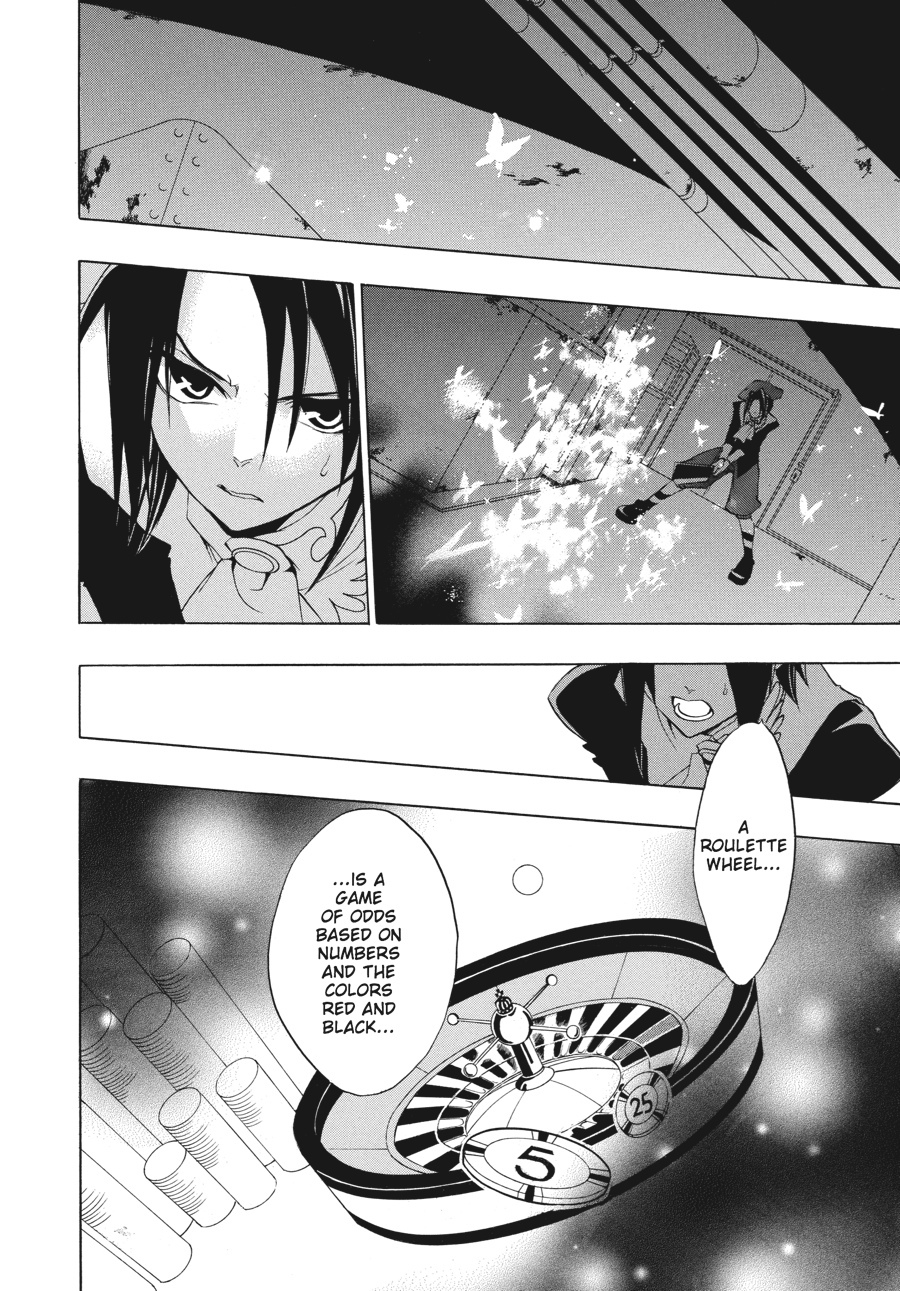 A
ROULETTE
WHEEL...
...IS A
GAME
OF ODDS
BASED ON
NUMBERS
AND THE
COLORS
RED AND
BLACK...
25
5